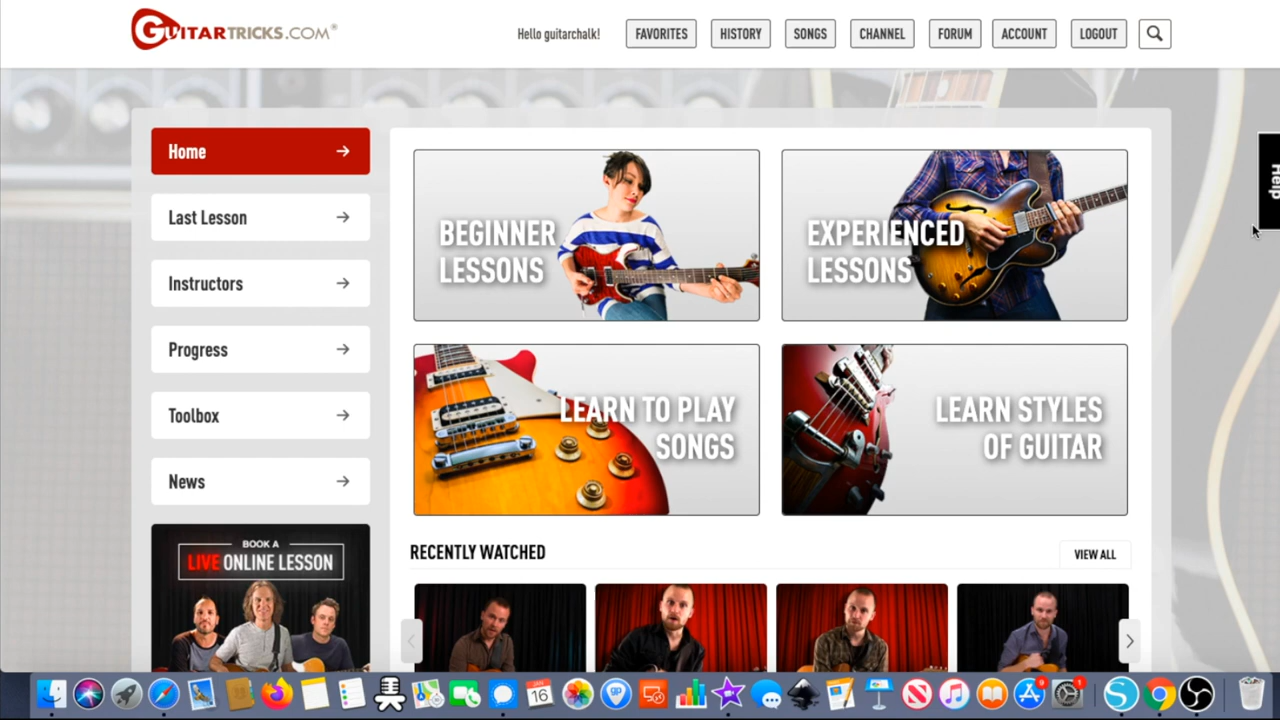 GUITARTRICKS.COM®
Hello guitarchalk!
FAVORITES
HISTORY
SONGS
CHANNEL
FORUM
ACCOUNT
LOGOUT
Help
Home
Last Lesson
Instructors
Progress
Toolbox
News
BOOK A
LIVE ONLINE LESSON
BEGINNER
LESSONS
EXPERIENCED
LESSONS
LEARN TO PLAY
SONGS
LEARN STYLES
OF GUITAR
RECENTLY WATCHED
VIEW ALL
JAN
16